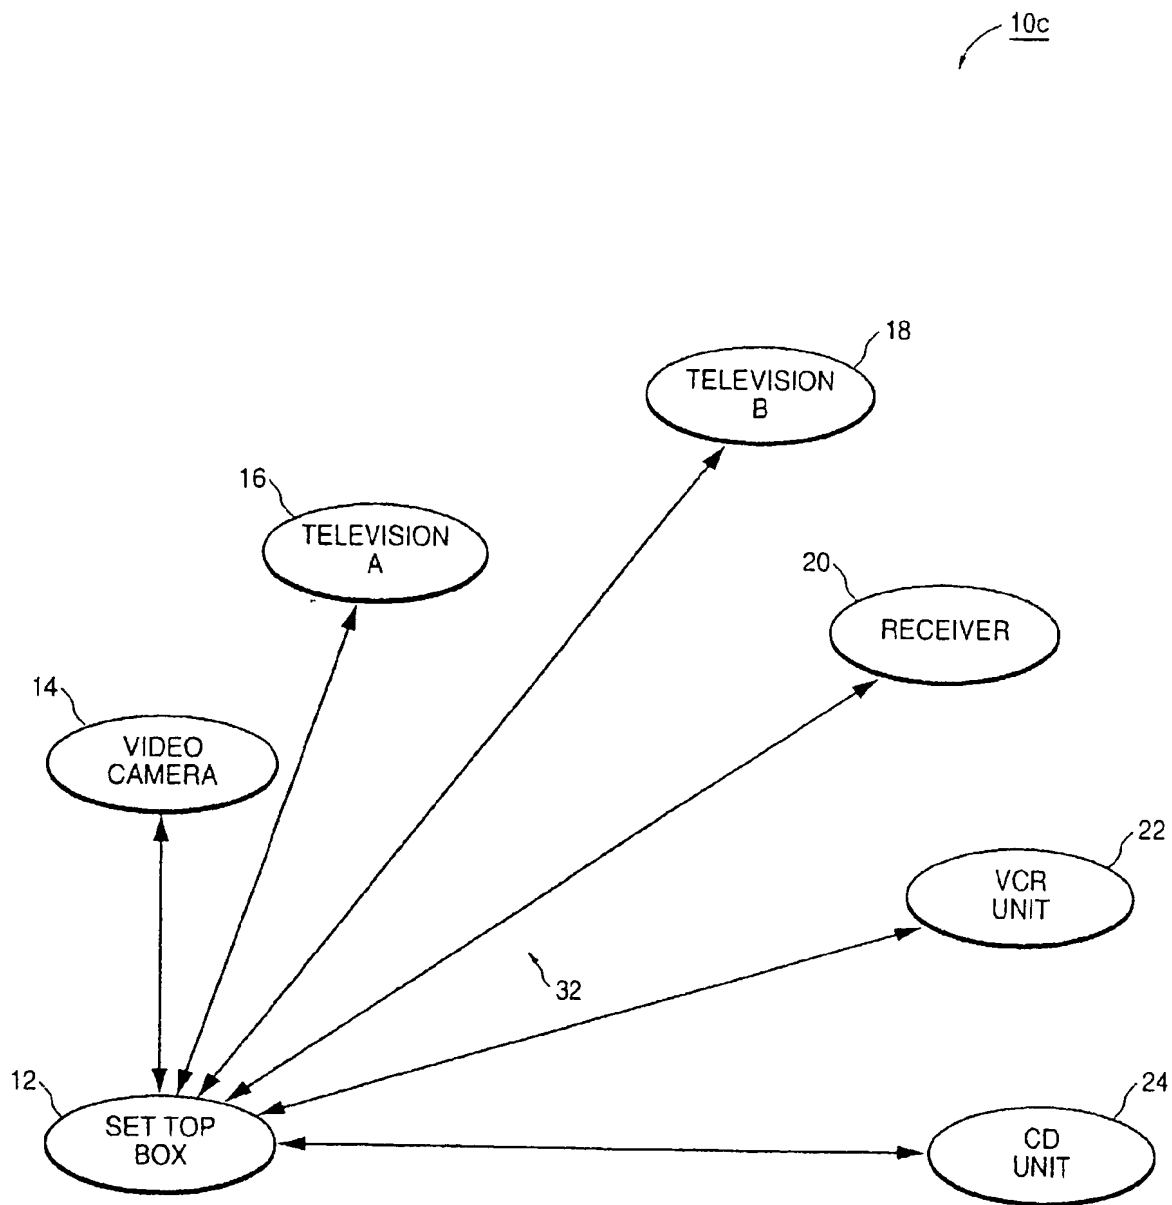 10c
18
TELEVISION
B
16
TELEVISION
A
20
RECEIVER
14
VIDEO
CAMERA
22
VCR
UNIT
32
12
SET TOP
BOX
24
CD
UNIT